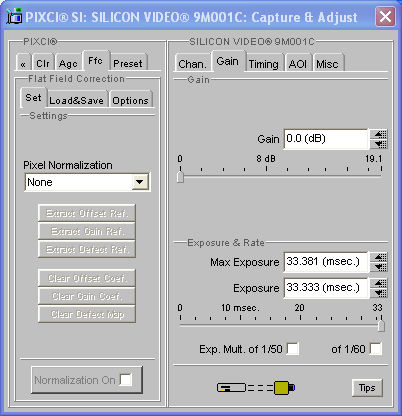 PIXCI® SI: SILICON VIDEO® 9M001C: Capture & Adjust
PIXCI®
« Clr Agc Ffc Preset
Flat Field Correction
Set Load&Save Options
Settings
Pixel Normalization
None
Extract Offset Ref.
Extract Gain Ref.
Extract Defect Ref.
Clear Offset Coef.
Clear Gain Coef.
Clear Defect Map
Normalization On
SILICON VIDEO® 9M001C
Chan. Gain Timing AOI Misc
Gain
Gain 0.0 (dB)
0 8 dB 19.1
Exposure & Rate
Max Exposure 33.381 (msec.)
Exposure 33.333 (msec.)
0 10 msec. 20 33
Exp. Mult. of 1/50 of 1/60
Tips